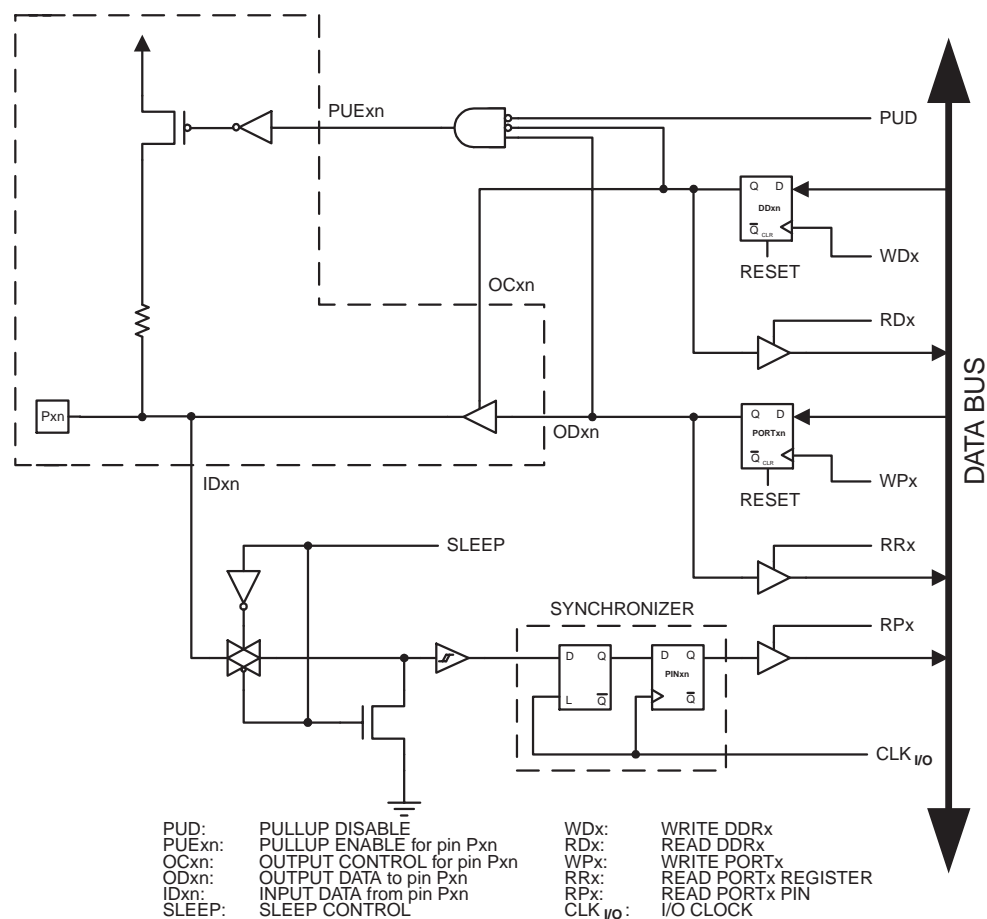 PUD
PUExn
Q D
DDxn
Q CLR
WDx
RESET
OCxn
RDx
Pxn
Q D
PORTxn
ODxn
Q CLR
WPx
RESET
IDxn
DATA BUS
SLEEP
RRx
SYNCHRONIZER
RPx
D Q
L Q
D Q
PINxn
Q
CLK I/O
PUD: PULLUP DISABLE
PUExn: PULLUP ENABLE for pin Pxn
OCxn: OUTPUT CONTROL for pin Pxn
ODxn: OUTPUT DATA to pin Pxn
IDxn: INPUT DATA from pin Pxn
SLEEP: SLEEP CONTROL
WDx: WRITE DDRx
RDx: READ DDRx
WPx: WRITE PORTx
RRx: READ PORTx REGISTER
RPx: READ PORTx PIN
CLK I/O: I/O CLOCK